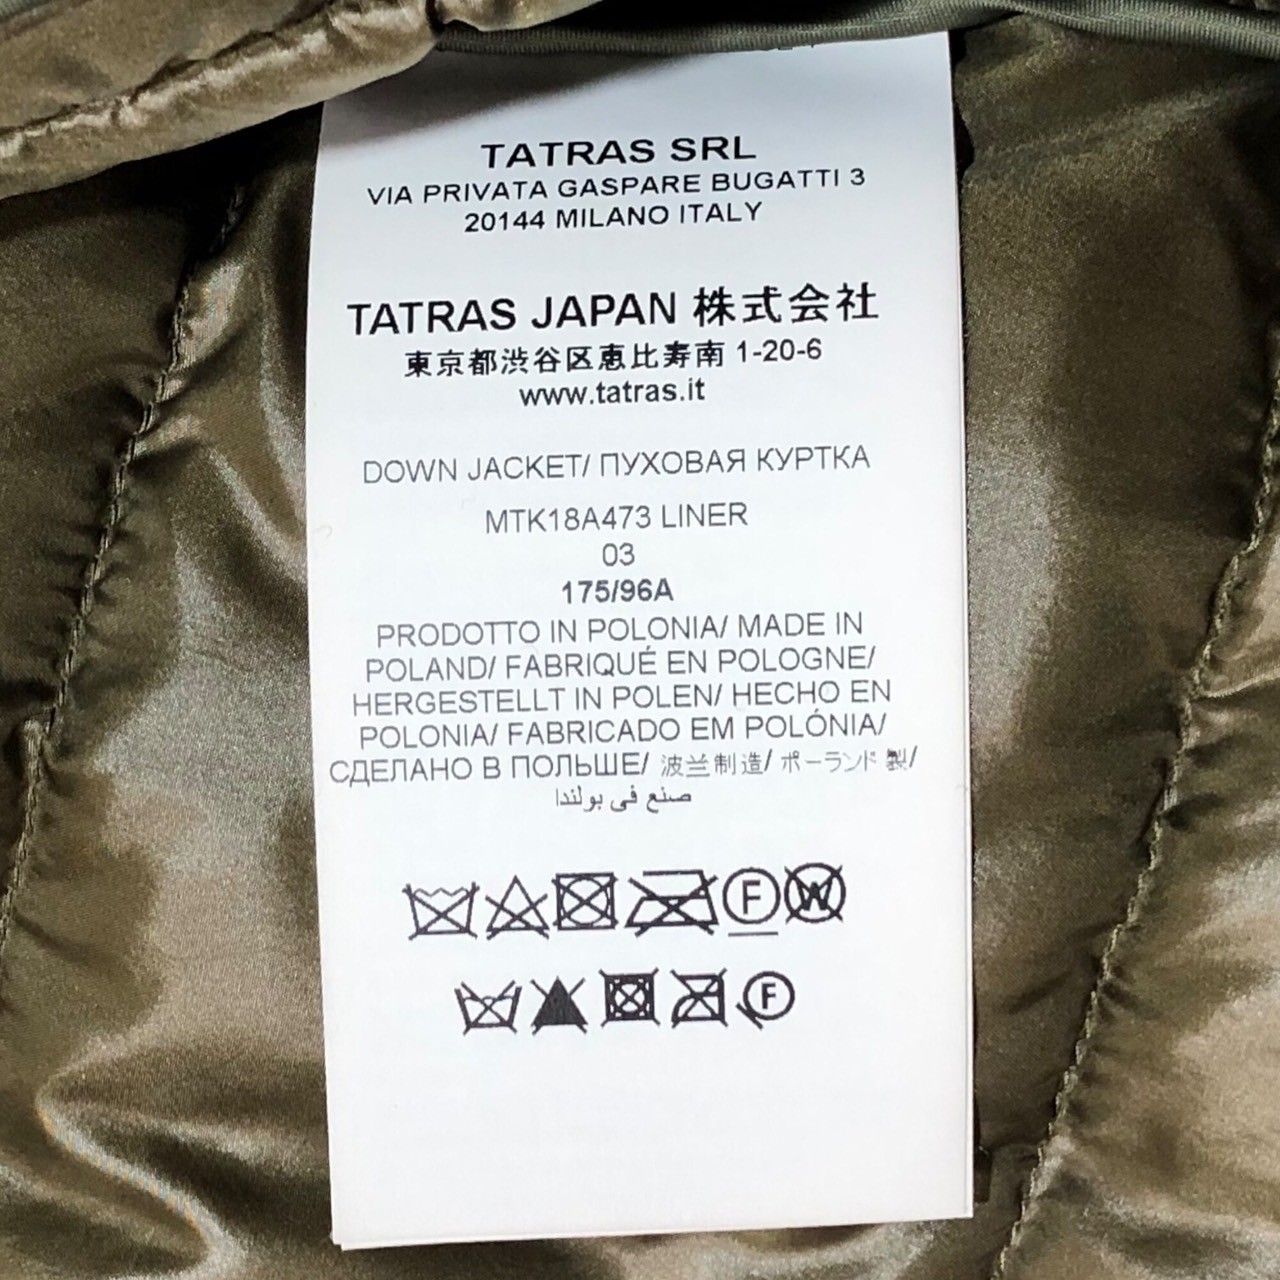 TATRAS SRL
VIA PRIVATA GASPARE BUGATTI 3
20144 MILANO ITALY
TATRAS JAPAN 株式会社
東京都渋谷区恵比寿南 1-20-6
www.tatras.it
DOWN JACKET/ ПУХОВАЯ КУРТКА
MTK18A473 LINER
03
175/96A
PRODOTTO IN POLONIA/ MADE IN
POLAND/ FABRIQUÉ EN POLOGNE/
HERGESTELLT IN POLEN/ HECHO EN
POLONIA/ FABRICADO EM POLÓNIA/
СДЕЛАНО В ПОЛЬШЕ/ 波兰制造/ ポーランド 製/
صنع في بولندا
F W
F